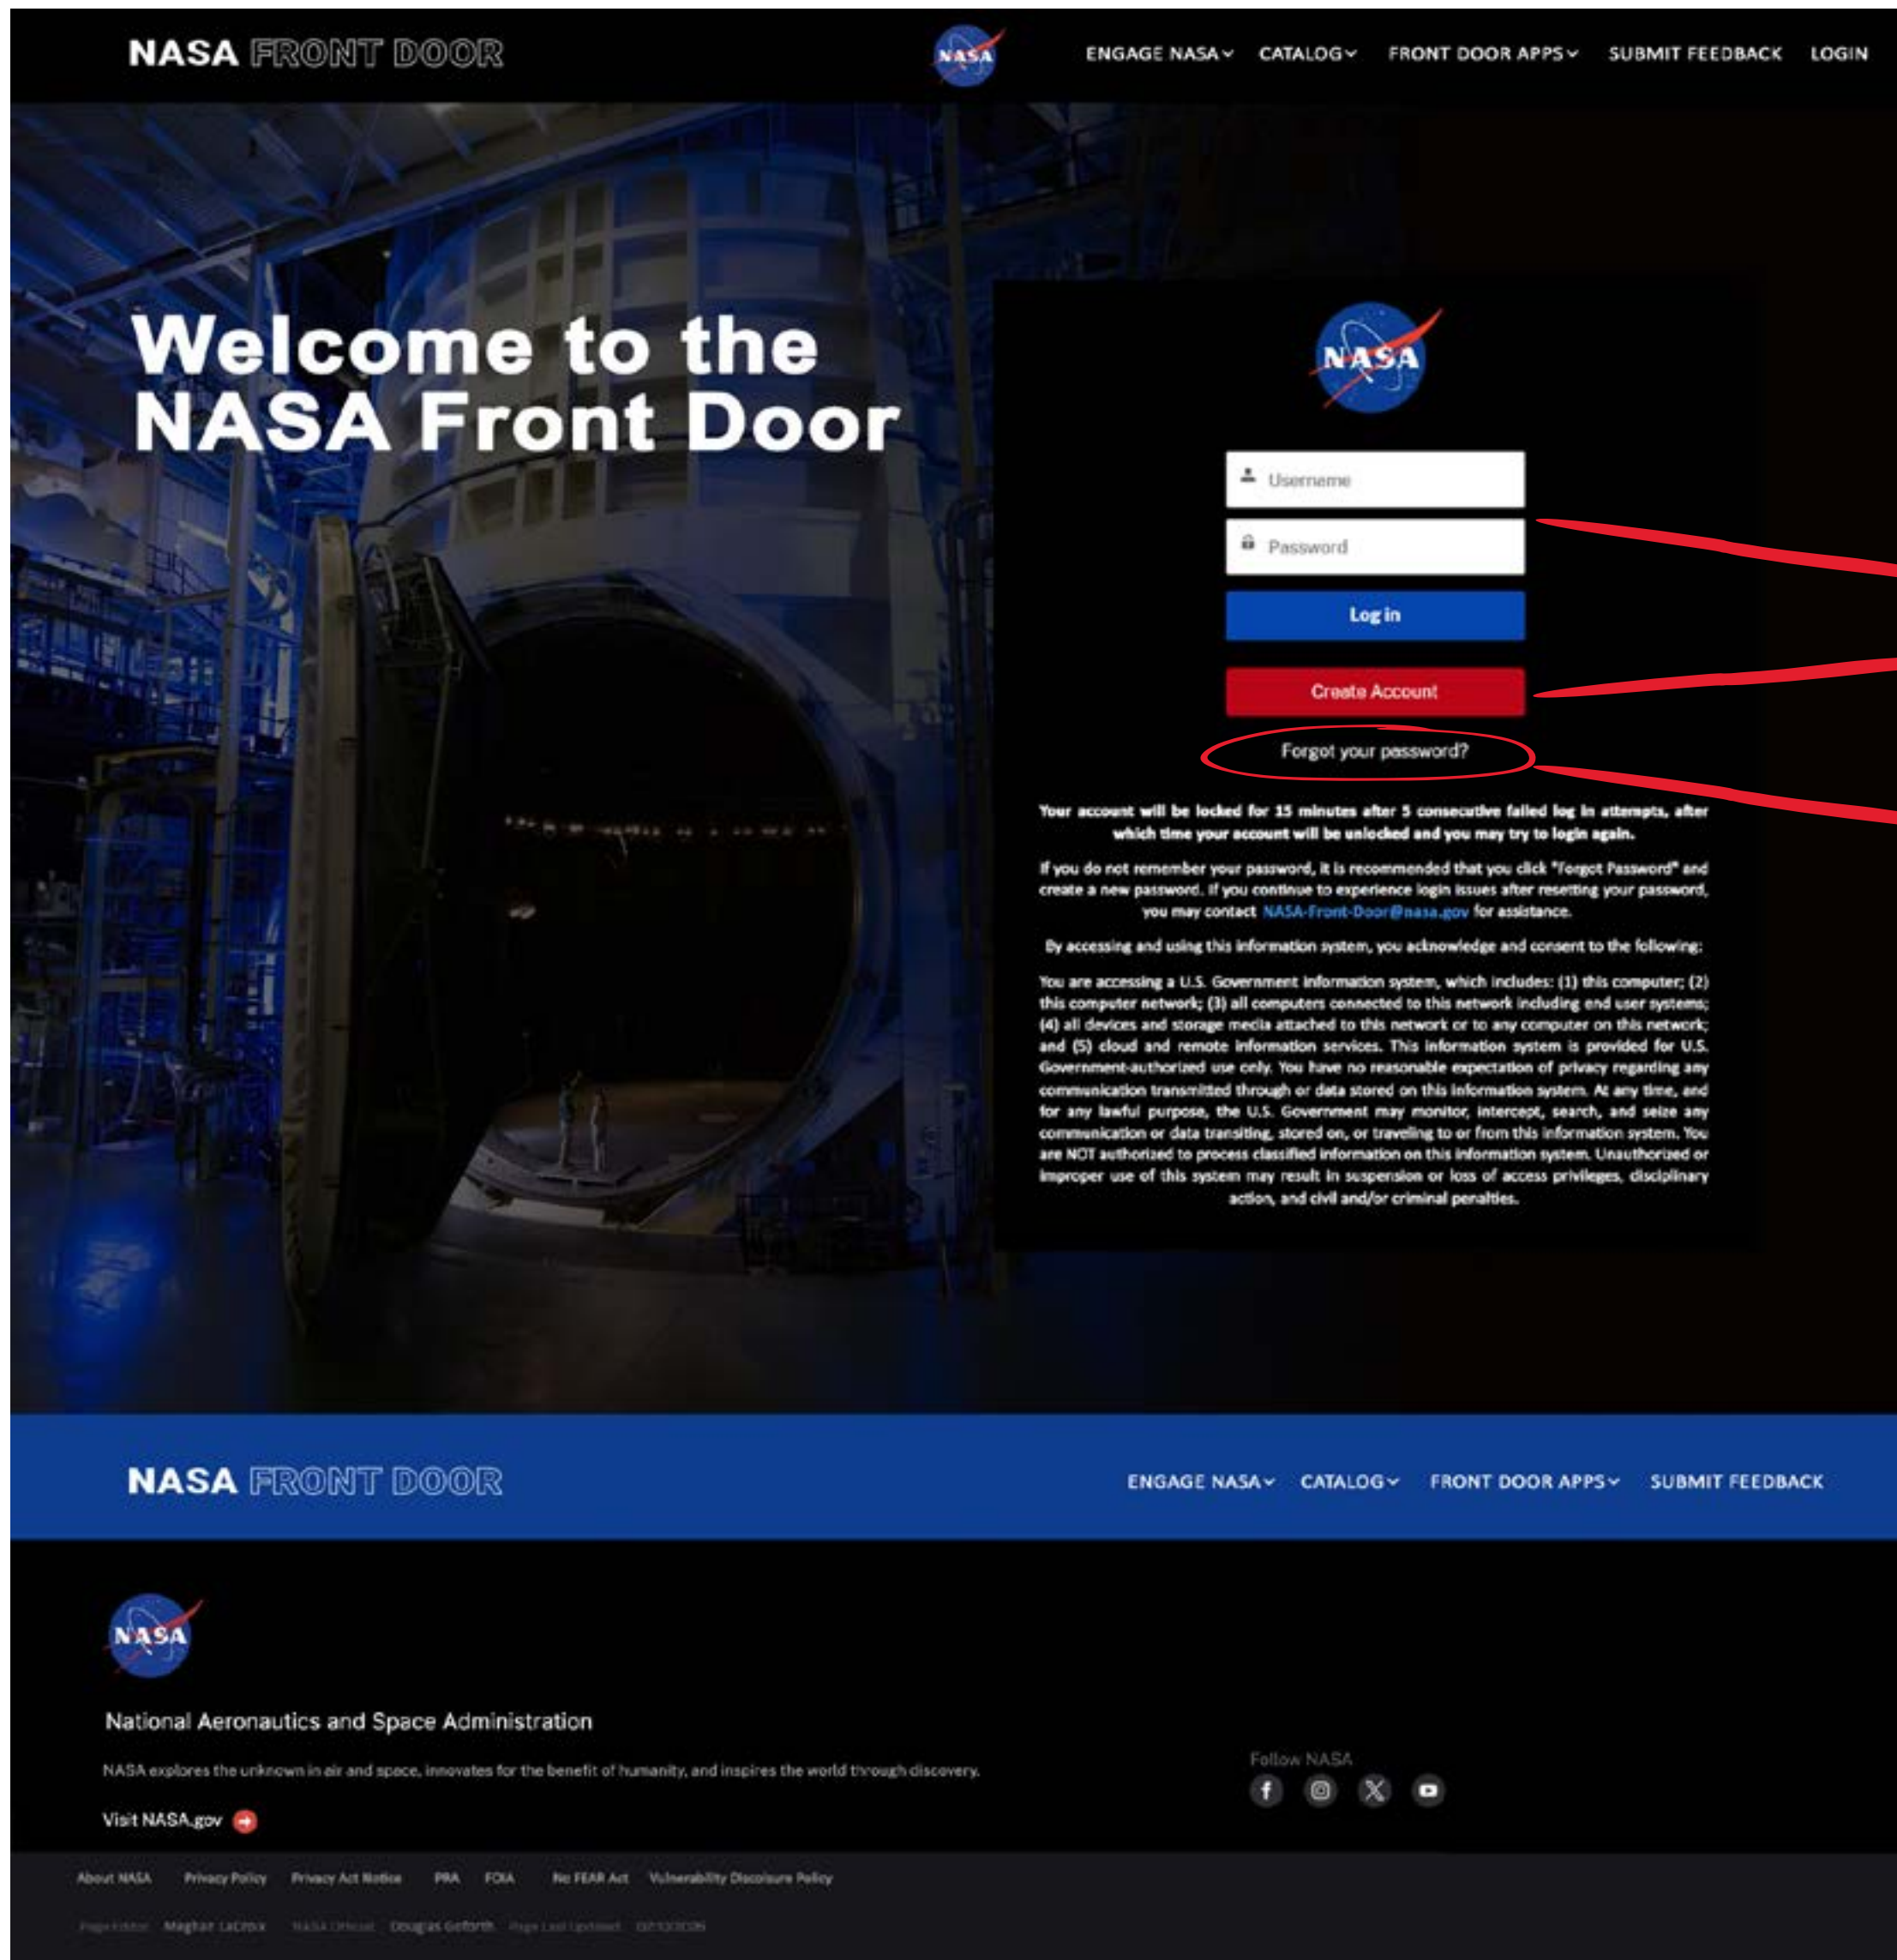 NASA FRONT DOOR
NASA
ENGAGE NASA CATALOG FRONT DOOR APPS SUBMIT FEEDBACK LOGIN
Welcome to the
NASA Front Door
NASA
Username
Password
Log in
Create Account
Forgot your password?
Your account will be locked for 15 minutes after 5 consecutive failed log in attempts, after
which time your account will be unlocked and you may try to login again.
If you do not remember your password, it is recommended that you click "Forgot Password" and
create a new password. If you continue to experience login issues after resetting your password,
you may contact NASA-Front-Door@nasa.gov for assistance.
By accessing and using this information system, you acknowledge and consent to the following:
You are accessing a U.S. Government information system, which includes: (1) this computer; (2)
this computer network; (3) all computers connected to this network including end user systems;
(4) all devices and storage media attached to this network or to any computer on this network;
and (5) cloud and remote information services. This information system is provided for U.S.
Government-authorized use only. You have no reasonable expectation of privacy regarding any
communication transmitted through or data stored on this information system. At any time, and
for any lawful purpose, the U.S. Government may monitor, intercept, search, and seize any
communication or data transiting, stored on, or traveling to or from this information system. You
are NOT authorized to process classified information on this information system. Unauthorized or
improper use of this system may result in suspension or loss of access privileges, disciplinary
action, and civil and/or criminal penalties.
NASA FRONT DOOR
ENGAGE NASA CATALOG FRONT DOOR APPS SUBMIT FEEDBACK
NASA
National Aeronautics and Space Administration
NASA explores the unknown in air and space, innovates for the benefit of humanity, and inspires the world through discovery.
Visit NASA.gov
Follow NASA
About NASA Privacy Policy Privacy Act Notice PRA FOIA No FEAR Act Vulnerability Discolsure Policy
Page Editor: Meghan LaCroix NASA Official: Douglas Goforth Page Last Updated: